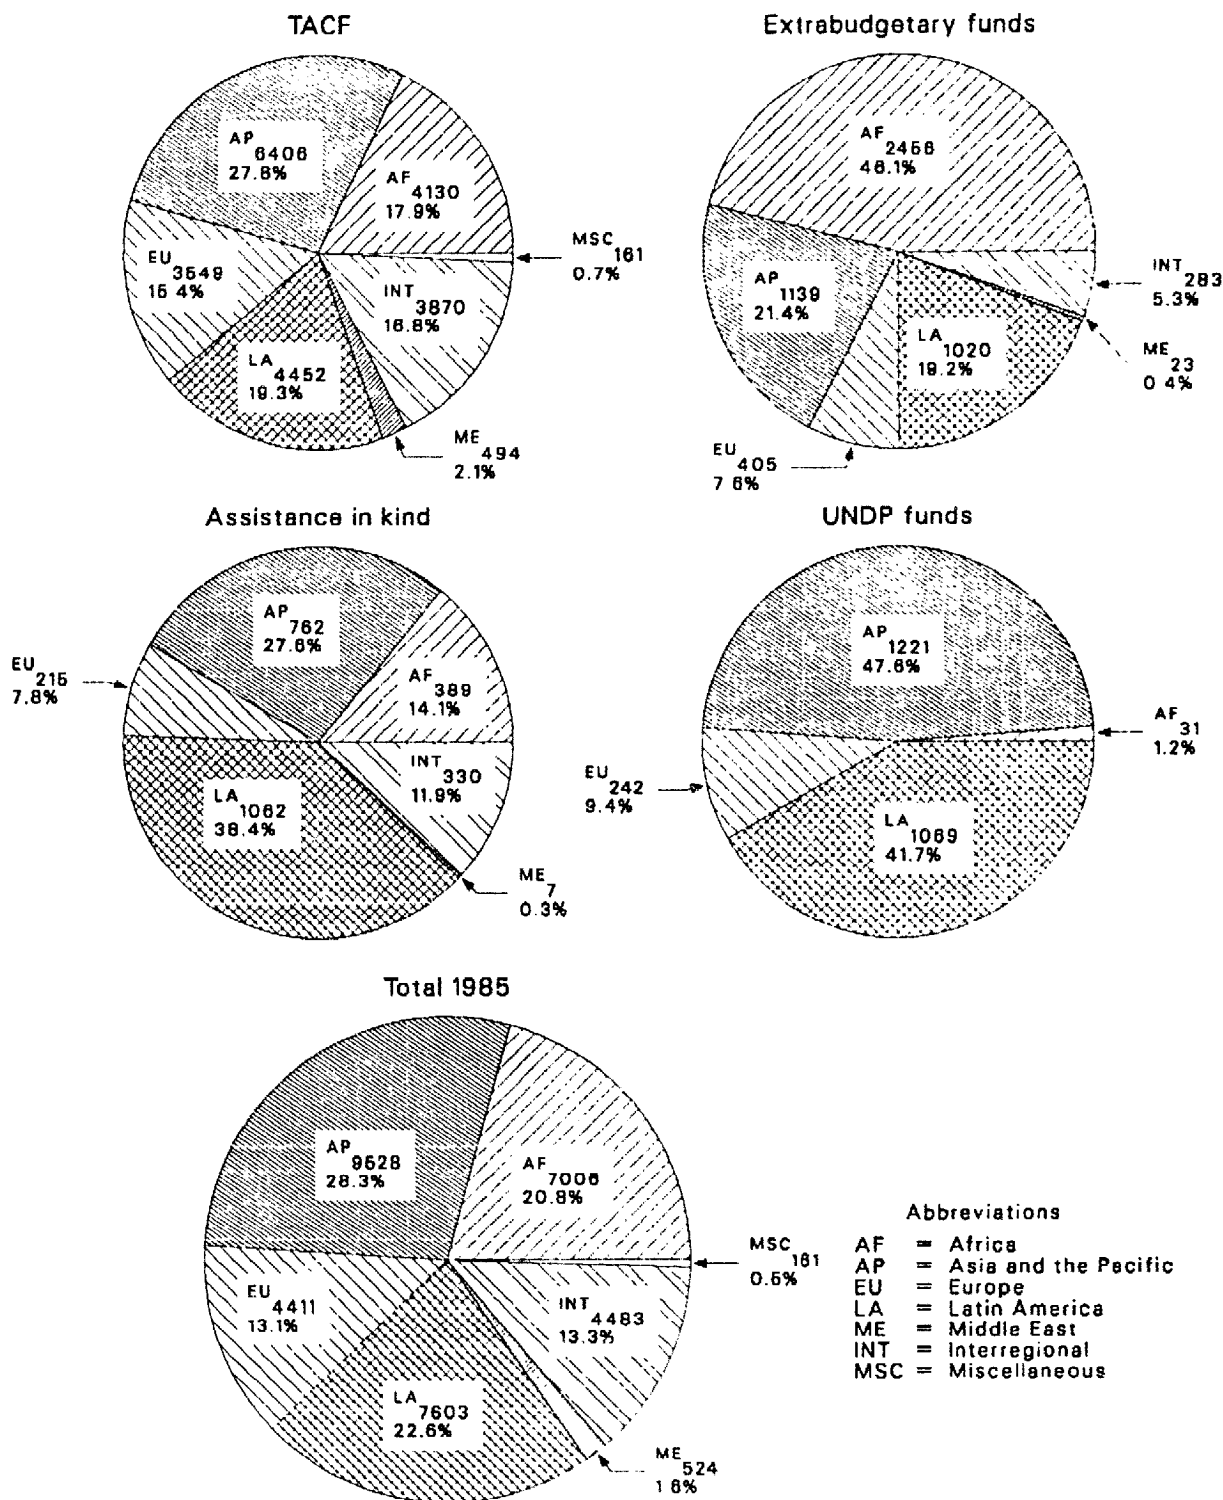 TACF
AP 6406
27.8%
AF 4130
17.9%
MSC 161
0.7%
EU 3549
15.4%
INT 3870
16.8%
LA 4452
19.3%
ME 494
2.1%
Extrabudgetary funds
AF 2456
46.1%
INT 283
5.3%
AP 1139
21.4%
LA 1020
19.2%
ME 23
0.4%
EU 405
7.6%
Assistance in kind
AP 762
27.6%
EU 215
7.8%
AF 389
14.1%
INT 330
11.9%
LA 1062
38.4%
ME 7
0.3%
UNDP funds
AP 1221
47.6%
AF 31
1.2%
EU 242
9.4%
LA 1069
41.7%
Total 1985
AP 9528
28.3%
AF 7006
20.8%
MSC 161
0.5%
EU 4411
13.1%
INT 4483
13.3%
LA 7603
22.6%
ME 524
1.6%
Abbreviations
AF = Africa
AP = Asia and the Pacific
EU = Europe
LA = Latin America
ME = Middle East
INT = Interregional
MSC = Miscellaneous